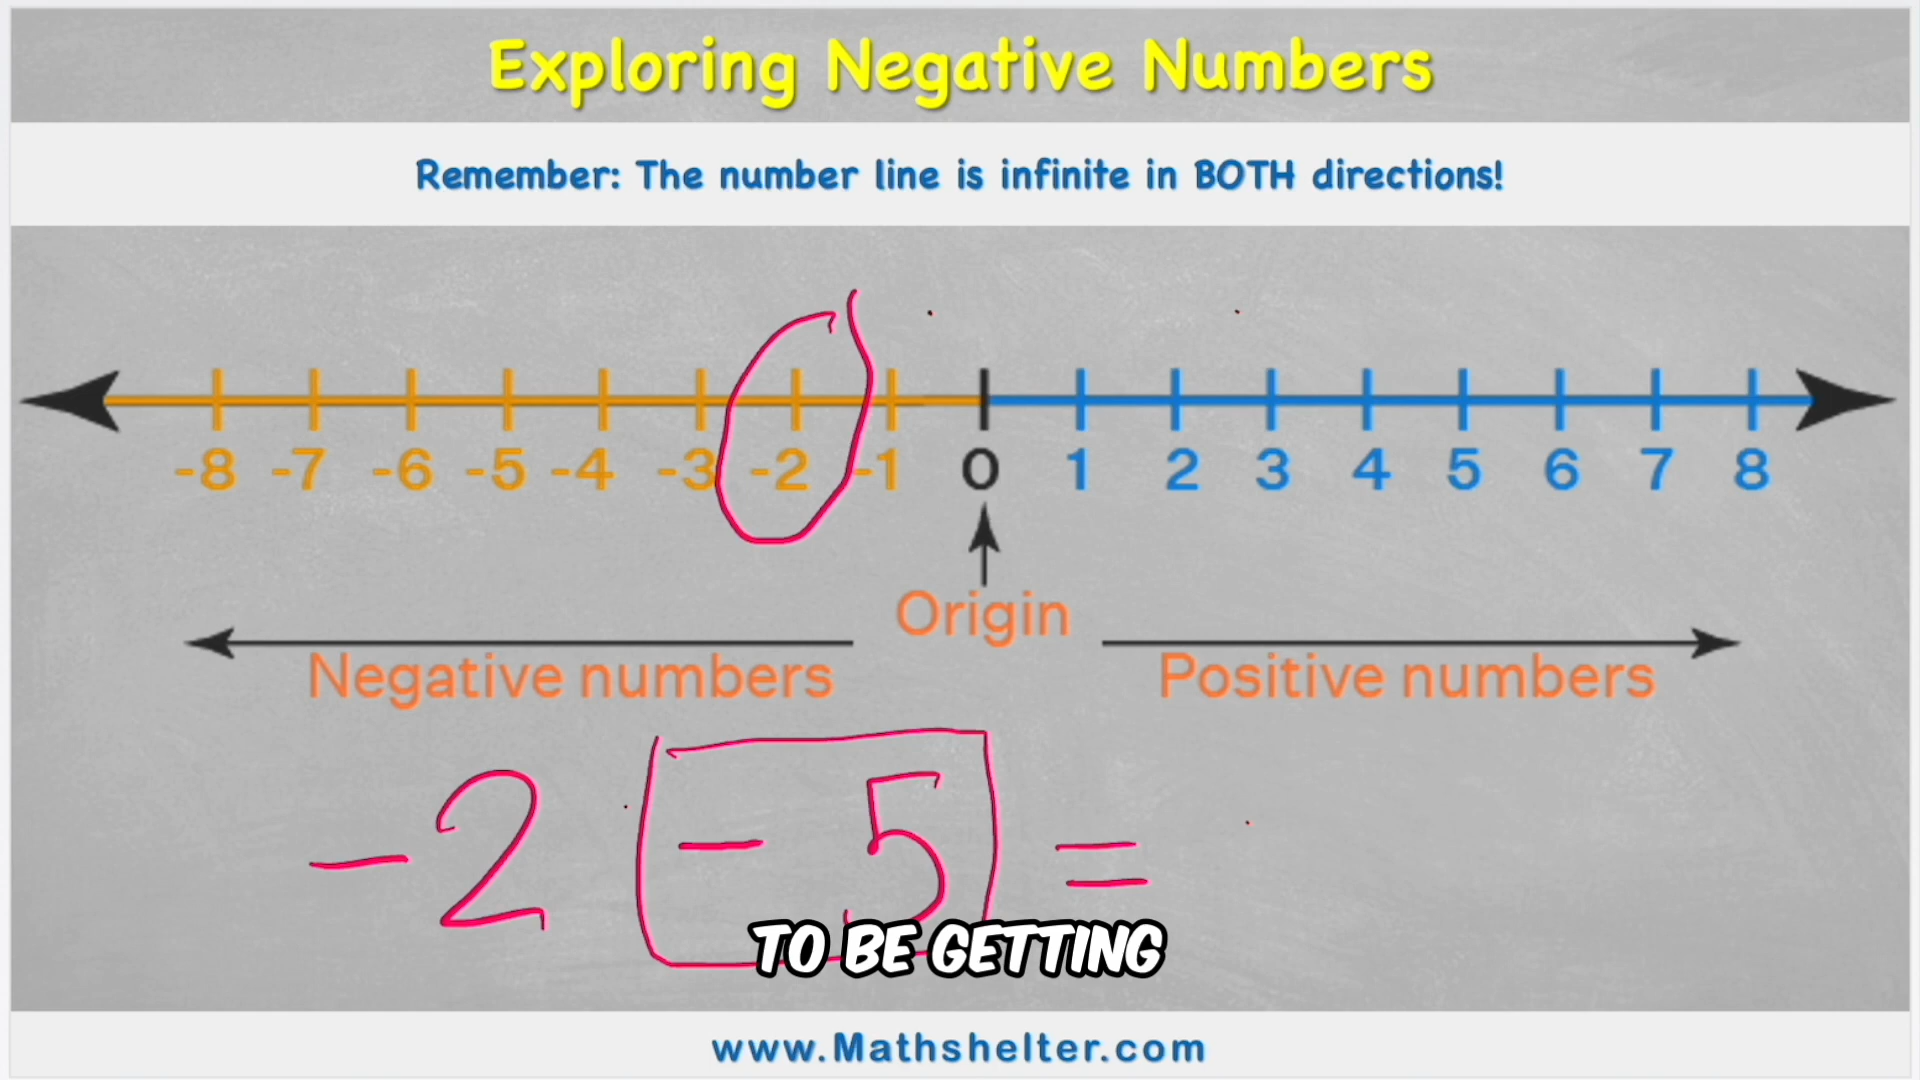 Exploring Negative Numbers
Remember: The number line is infinite in BOTH directions!
-8 -7 -6 -5 -4 -3 -2 -1 0 1 2 3 4 5 6 7 8
Origin
Negative numbers Positive numbers
-2 - 5 =
TO BE GETTING
www.Mathshelter.com